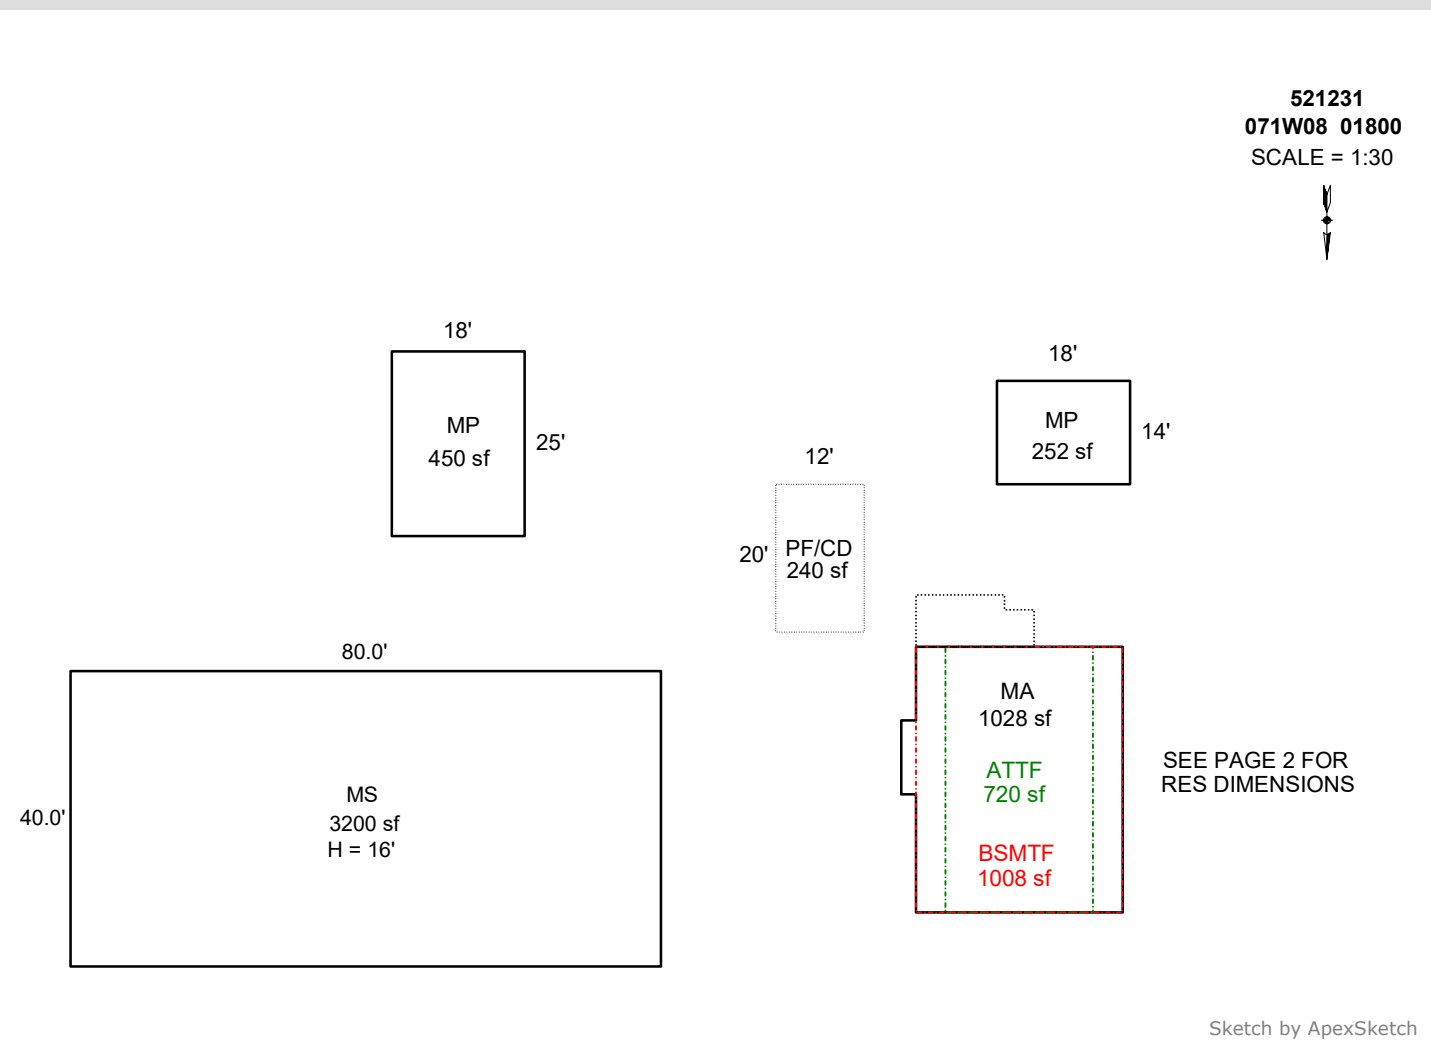 521231
071W08 01800
SCALE = 1:30
N
18'
MP
450 sf
25'
18'
MP
252 sf
14'
12'
20'
PF/CD
240 sf
80.0'
40.0'
MS
3200 sf
H = 16'
MA
1028 sf
ATTF
720 sf
BSMTF
1008 sf
SEE PAGE 2 FOR
RES DIMENSIONS
Sketch by ApexSketch